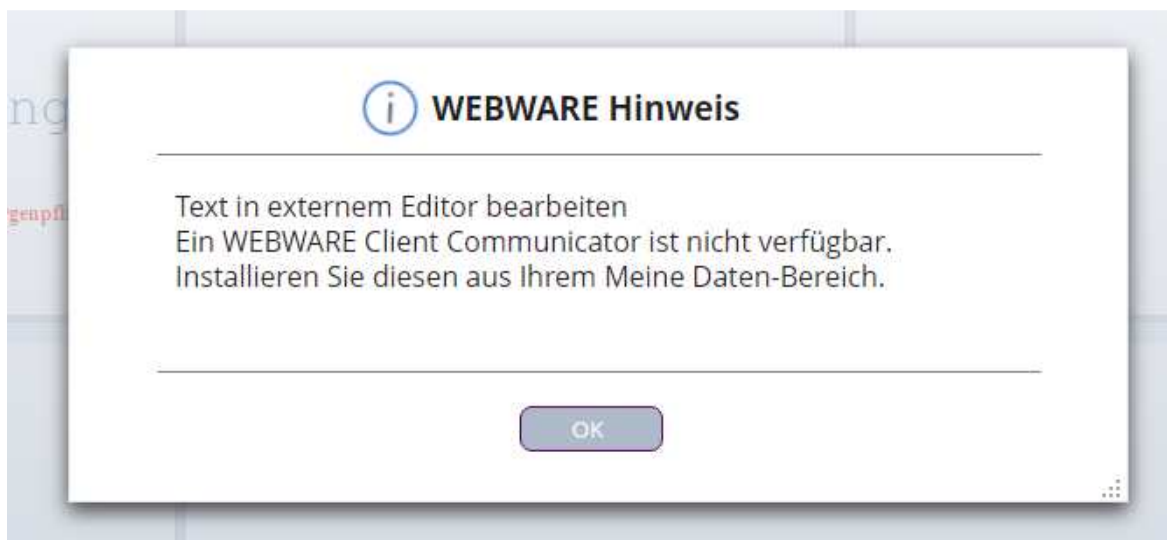 WEBWARE Hinweis
Text in externem Editor bearbeiten
Ein WEBWARE Client Communicator ist nicht verfügbar.
Installieren Sie diesen aus Ihrem Meine Daten-Bereich.
OK